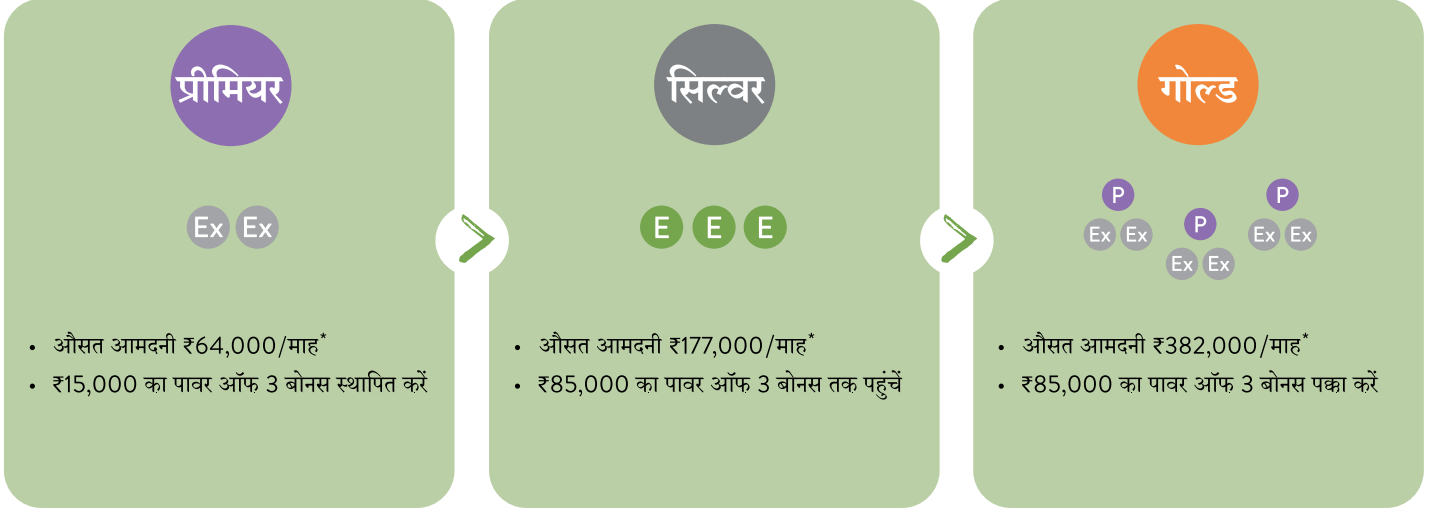 प्रीमियर
Ex Ex
• औसत आमदनी ₹64,000/माह*
• ₹15,000 का पावर ऑफ 3 बोनस स्थापित करें
सिल्वर
E E E
• औसत आमदनी ₹177,000/माह*
• ₹85,000 का पावर ऑफ 3 बोनस तक पहुंचें
गोल्ड
P P
P
Ex Ex Ex Ex
Ex Ex
• औसत आमदनी ₹382,000/माह*
• ₹85,000 का पावर ऑफ 3 बोनस पक्का करें